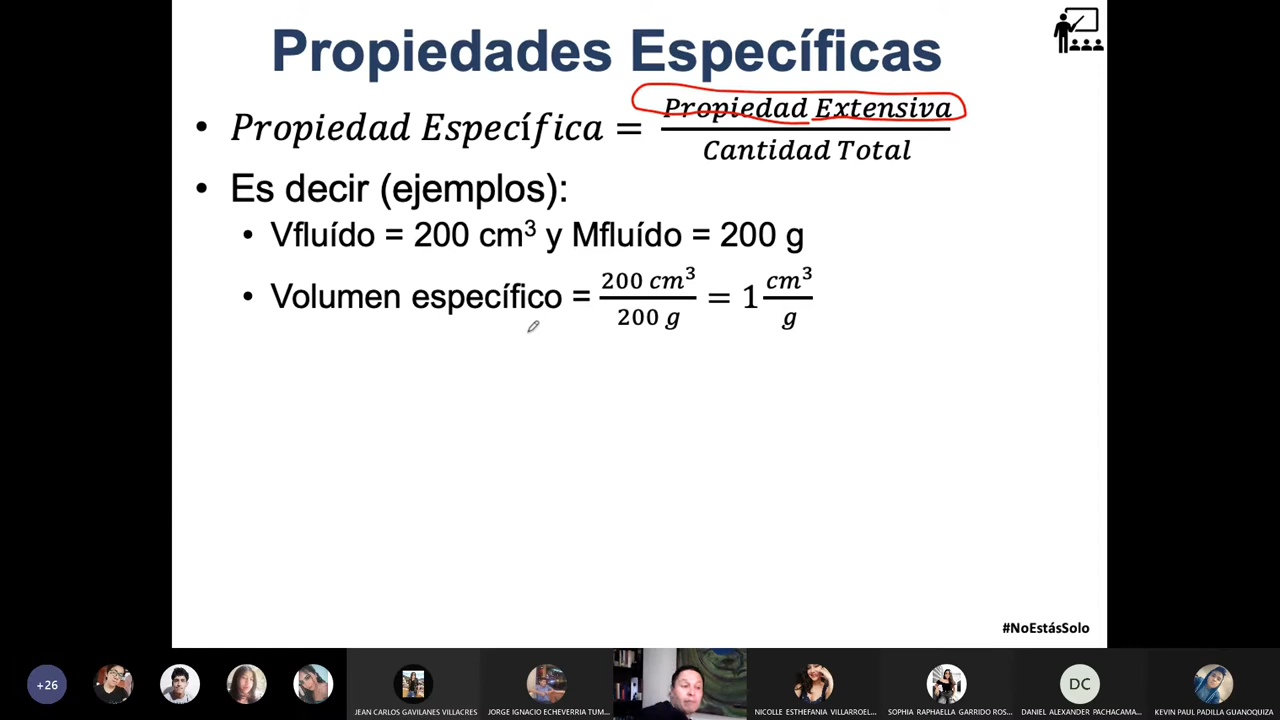 Propiedades Específicas
• Propiedad Específica = Propiedad Extensiva / Cantidad Total
• Es decir (ejemplos):
• Vfluído = 200 cm³ y Mfluído = 200 g
• Volumen específico = 200 cm³ / 200 g = 1 cm³ / g
#NoEstásSolo
+26
JEAN CARLOS GAVILANES VILLACRES
JORGE IGNACIO ECHEVERRIA TUM...
NICOLLE ESTHEFANIA VILLARROEL...
SOPHIA RAPHAELLA GARRIDO ROS...
DC
DANIEL ALEXANDER PACHACAMA...
KEVIN PAUL PADILLA GUANOQUIZA